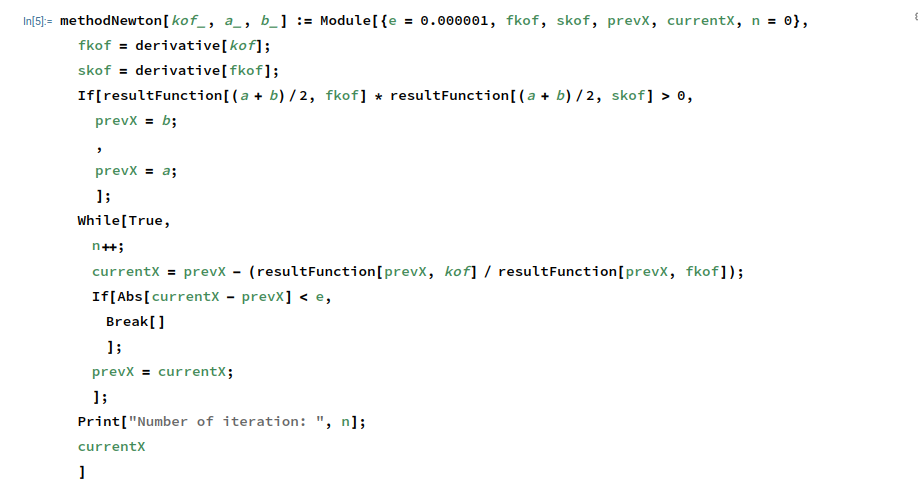 In[5]:= methodNewton[kof_, a_, b_] := Module[{e = 0.000001, fkof, skof, prevX, currentX, n = 0},
fkof = derivative[kof];
skof = derivative[fkof];
If[resultFunction[(a + b)/2, fkof] * resultFunction[(a + b)/2, skof] > 0,
prevX = b;
,
prevX = a;
];
While[True,
n++;
currentX = prevX - (resultFunction[prevX, kof] / resultFunction[prevX, fkof]);
If[Abs[currentX - prevX] < e,
Break[]
];
prevX = currentX;
];
Print["Number of iteration: ", n];
currentX
]